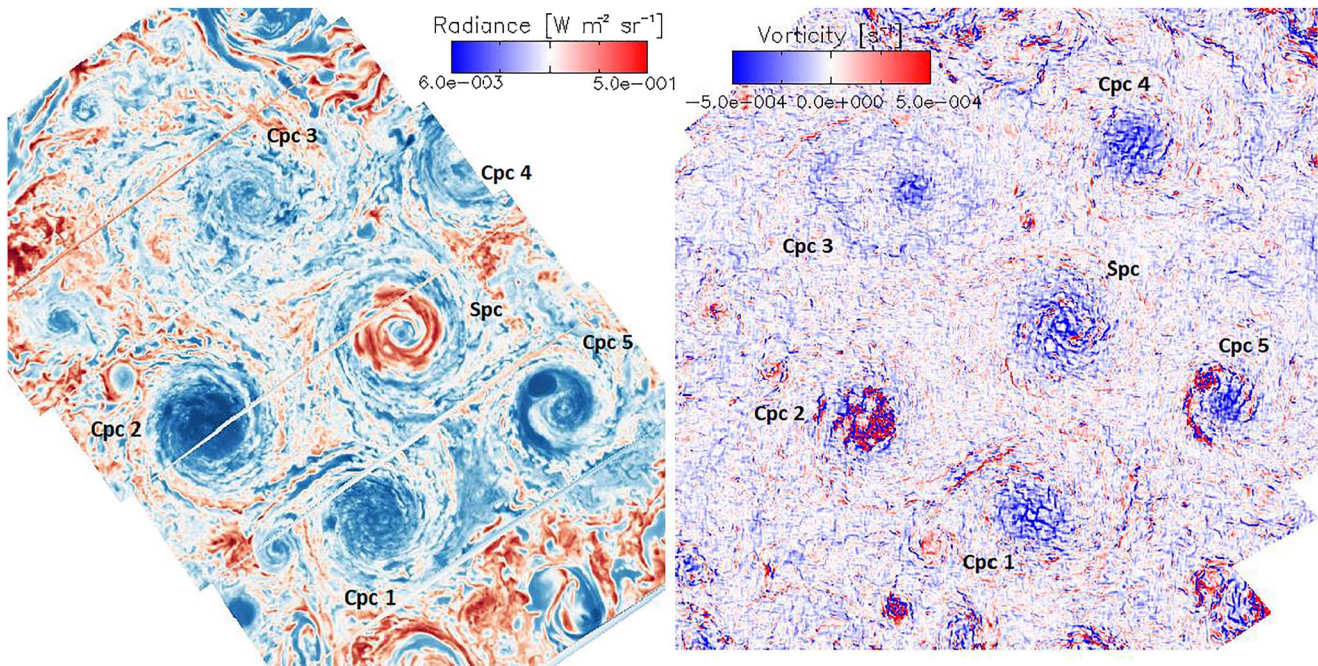 Radiance [W m-2 sr-1]
6.0e-003 5.0e-001
Cpc 3
Cpc 4
Spc
Cpc 5
Cpc 2
Cpc 1
Vorticity [s-1]
-5.0e-004 0.0e+000 5.0e-004
Cpc 4
Cpc 3
Spc
Cpc 5
Cpc 2
Cpc 1